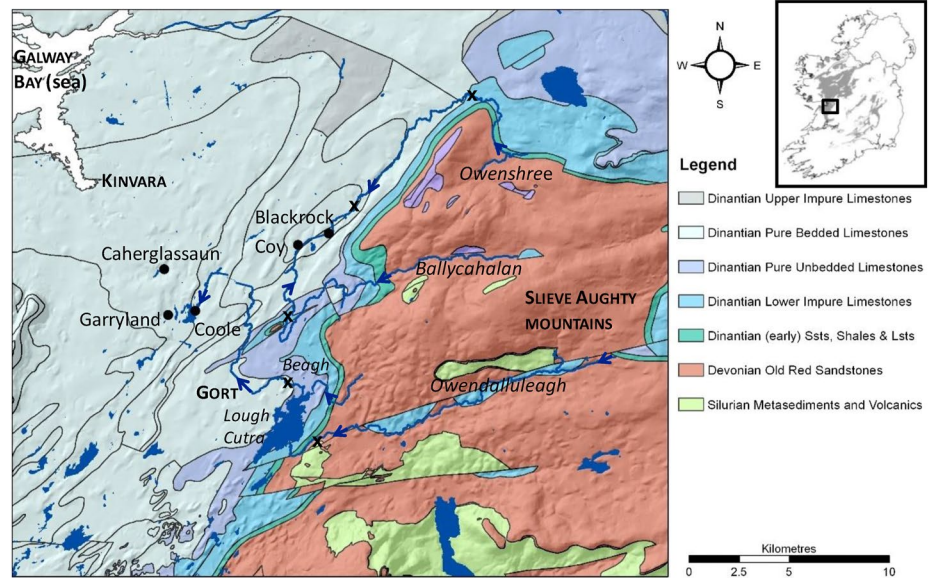 GALWAY
BAY (sea)
KINVARA
Owenshree
Blackrock
Coy
Caherglassaun
Ballycahalan
Garryland
Coole
SLIEVE AUGHTY
MOUNTAINS
Beagh
GORT
Owendalluleagh
Lough
Cutra
X
X
X
X
X
N
W
E
S
Legend
Dinantian Upper Impure Limestones
Dinantian Pure Bedded Limestones
Dinantian Pure Unbedded Limestones
Dinantian Lower Impure Limestones
Dinantian (early) Ssts, Shales & Lsts
Devonian Old Red Sandstones
Silurian Metasediments and Volcanics
Kilometres
0 2.5 5 10